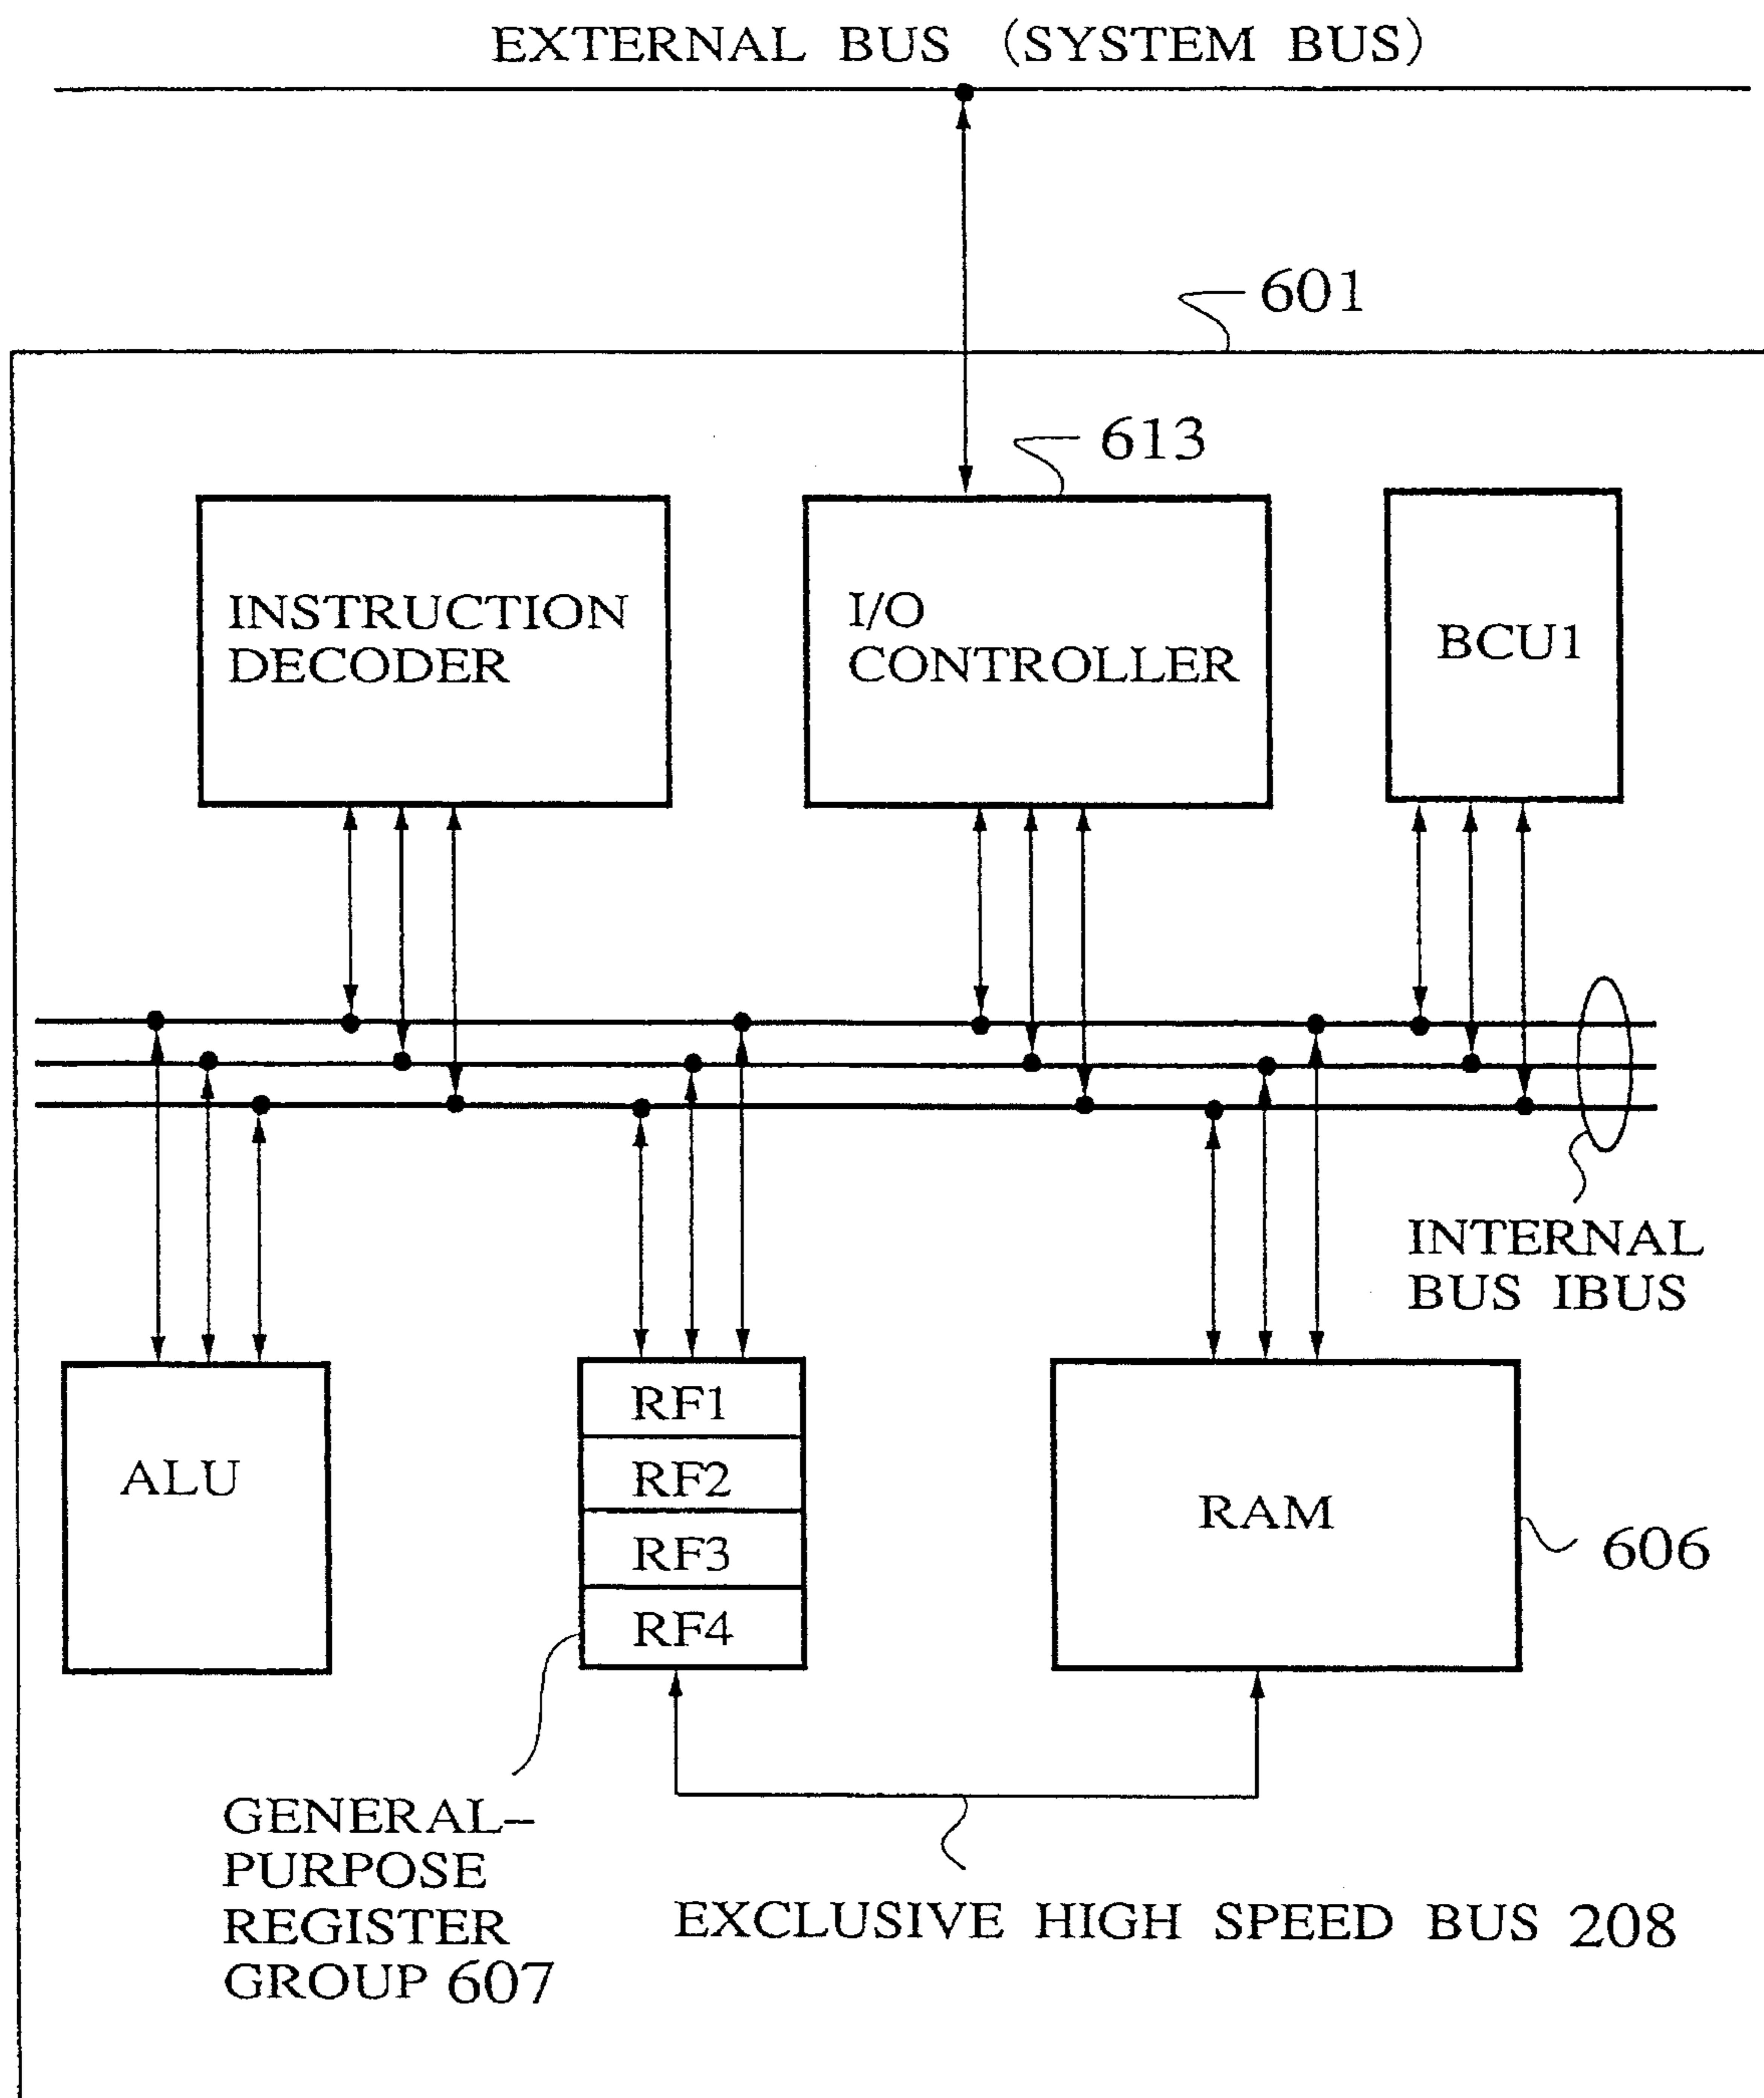 EXTERNAL BUS (SYSTEM BUS)
601
613
INSTRUCTION
DECODER
I/O
CONTROLLER
BCU1
INTERNAL
BUS IBUS
ALU
RF1
RF2
RF3
RF4
RAM
606
GENERAL-
PURPOSE
REGISTER
GROUP 607
EXCLUSIVE HIGH SPEED BUS 208